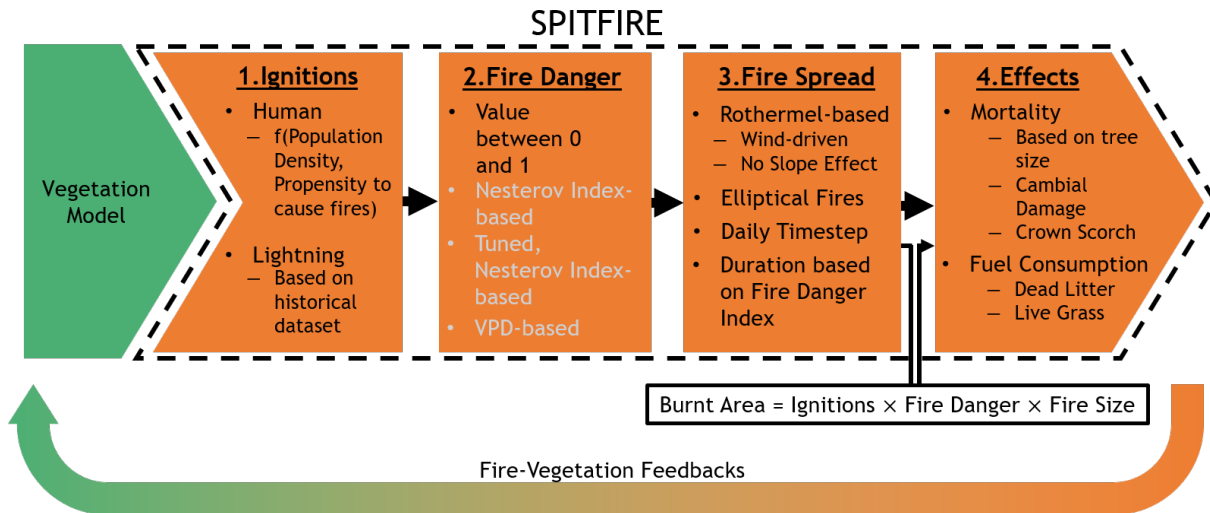 SPITFIRE
Vegetation
Model
1.Ignitions
• Human
– f(Population
Density,
Propensity to
cause fires)
• Lightning
– Based on
historical
dataset
2.Fire Danger
• Value
between 0
and 1
• Nesterov Index-
based
• Tuned,
Nesterov Index-
based
• VPD-based
3.Fire Spread
• Rothermel-based
– Wind-driven
– No Slope Effect
• Elliptical Fires
• Daily Timestep
• Duration based
on Fire Danger
Index
4.Effects
• Mortality
– Based on tree
size
– Cambial
Damage
– Crown Scorch
• Fuel Consumption
– Dead Litter
– Live Grass
Burnt Area = Ignitions × Fire Danger × Fire Size
Fire-Vegetation Feedbacks